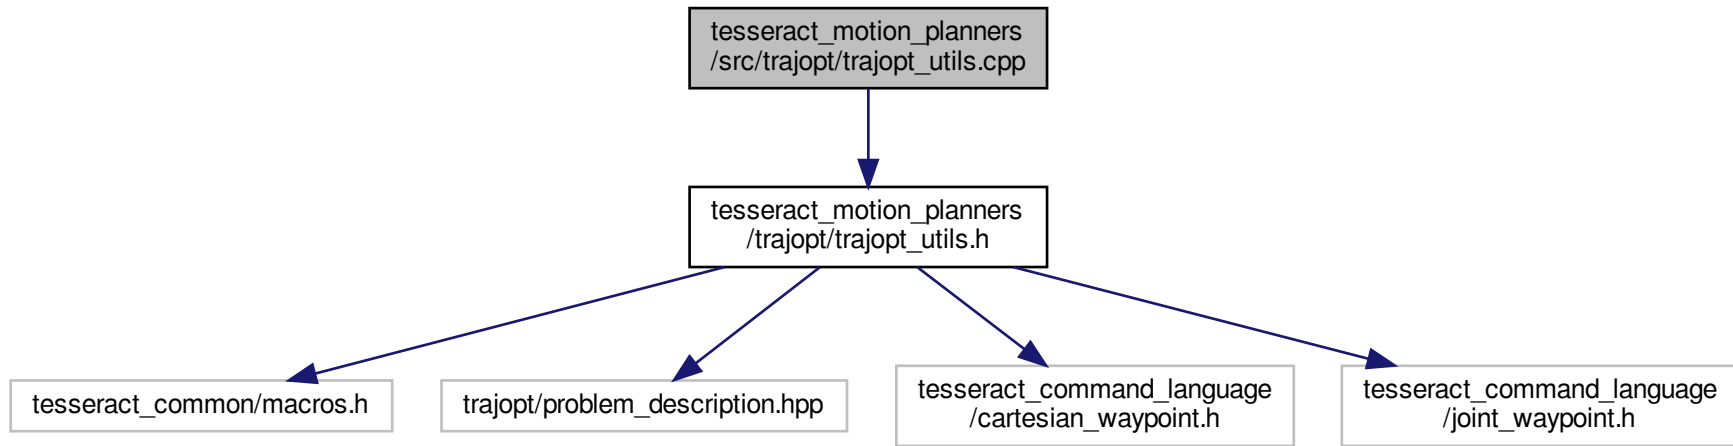 tesseract_motion_planners
/src/trajopt/trajopt_utils.cpp
tesseract_motion_planners
/trajopt/trajopt_utils.h
tesseract_common/macros.h
trajopt/problem_description.hpp
tesseract_command_language
/cartesian_waypoint.h
tesseract_command_language
/joint_waypoint.h